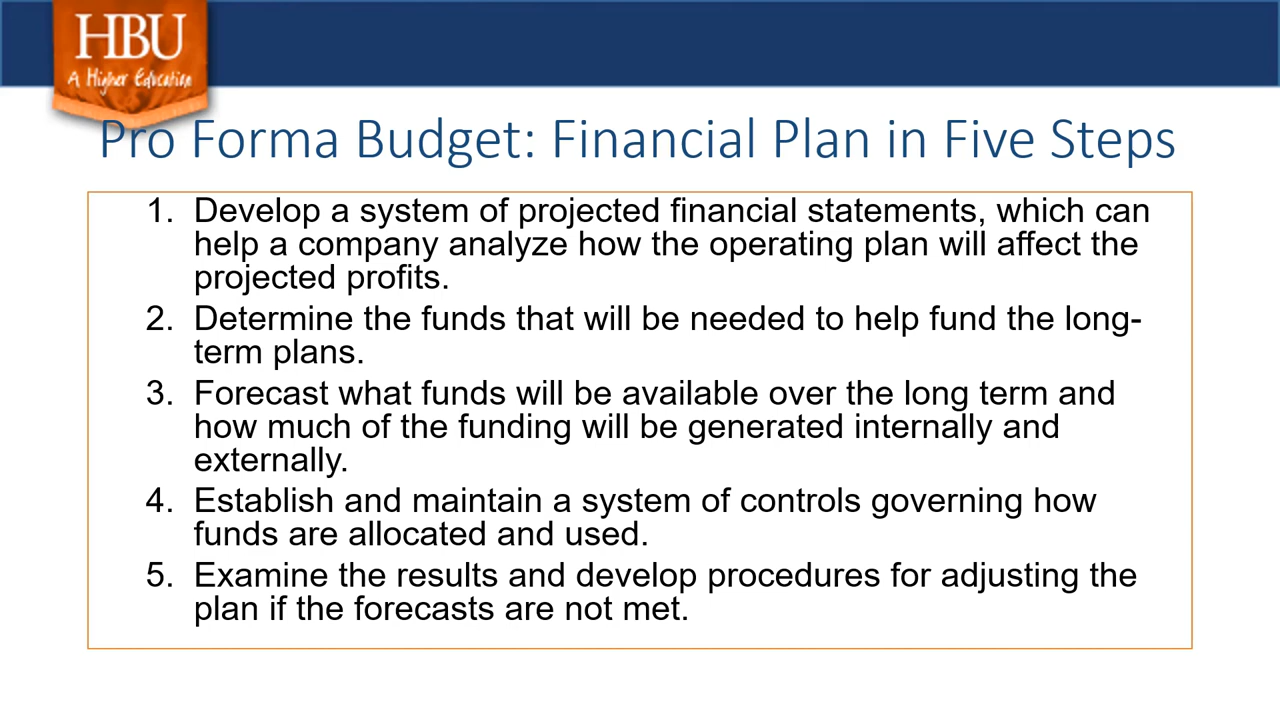 HBU
A Higher Education
Pro Forma Budget: Financial Plan in Five Steps
1. Develop a system of projected financial statements, which can
help a company analyze how the operating plan will affect the
projected profits.
2. Determine the funds that will be needed to help fund the long-
term plans.
3. Forecast what funds will be available over the long term and
how much of the funding will be generated internally and
externally.
4. Establish and maintain a system of controls governing how
funds are allocated and used.
5. Examine the results and develop procedures for adjusting the
plan if the forecasts are not met.